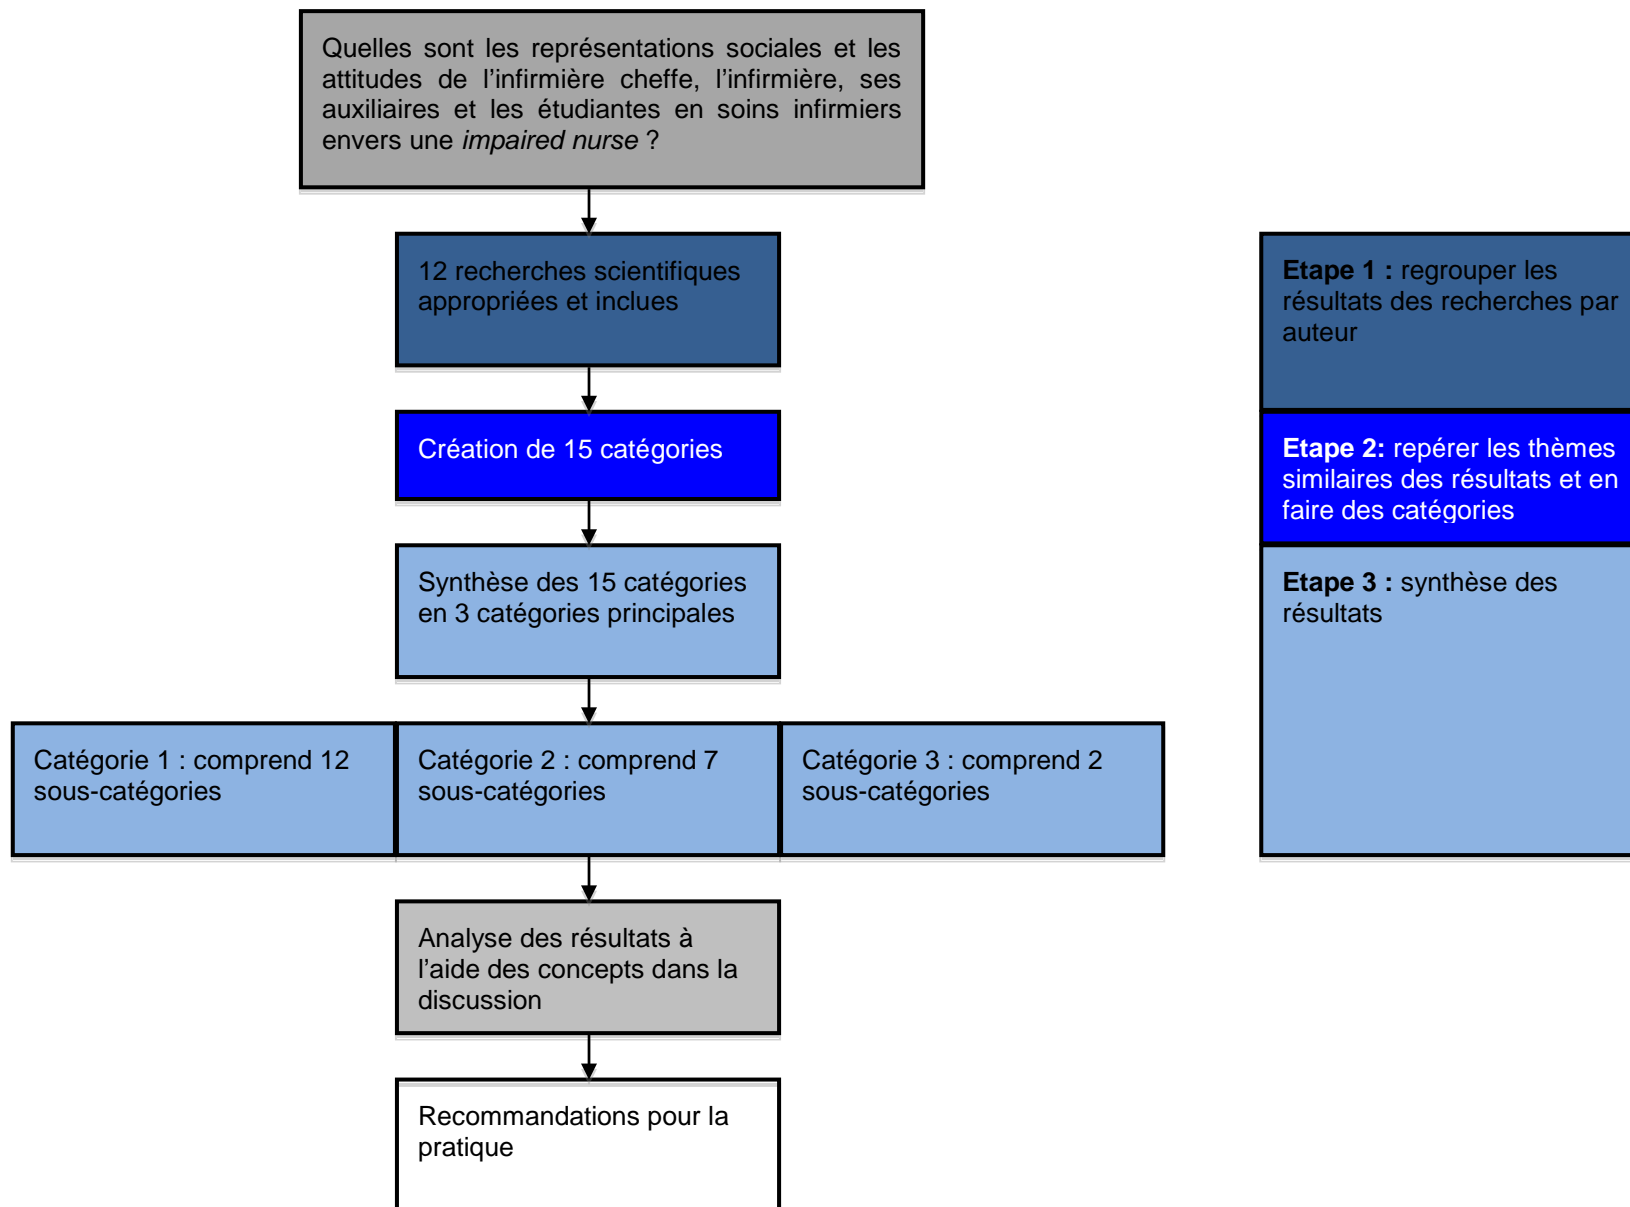 Quelles sont les représentations sociales et les
attitudes de l’infirmière cheffe, l’infirmière, ses
auxiliaires et les étudiantes en soins infirmiers
envers une impaired nurse ?
12 recherches scientifiques
appropriées et inclues
Création de 15 catégories
Synthèse des 15 catégories
en 3 catégories principales
Catégorie 1 : comprend 12
sous-catégories
Catégorie 2 : comprend 7
sous-catégories
Catégorie 3 : comprend 2
sous-catégories
Analyse des résultats à
l’aide des concepts dans la
discussion
Recommandations pour la
pratique
Etape 1 : regrouper les
résultats des recherches par
auteur
Etape 2: repérer les thèmes
similaires des résultats et en
faire des catégories
Etape 3 : synthèse des
résultats